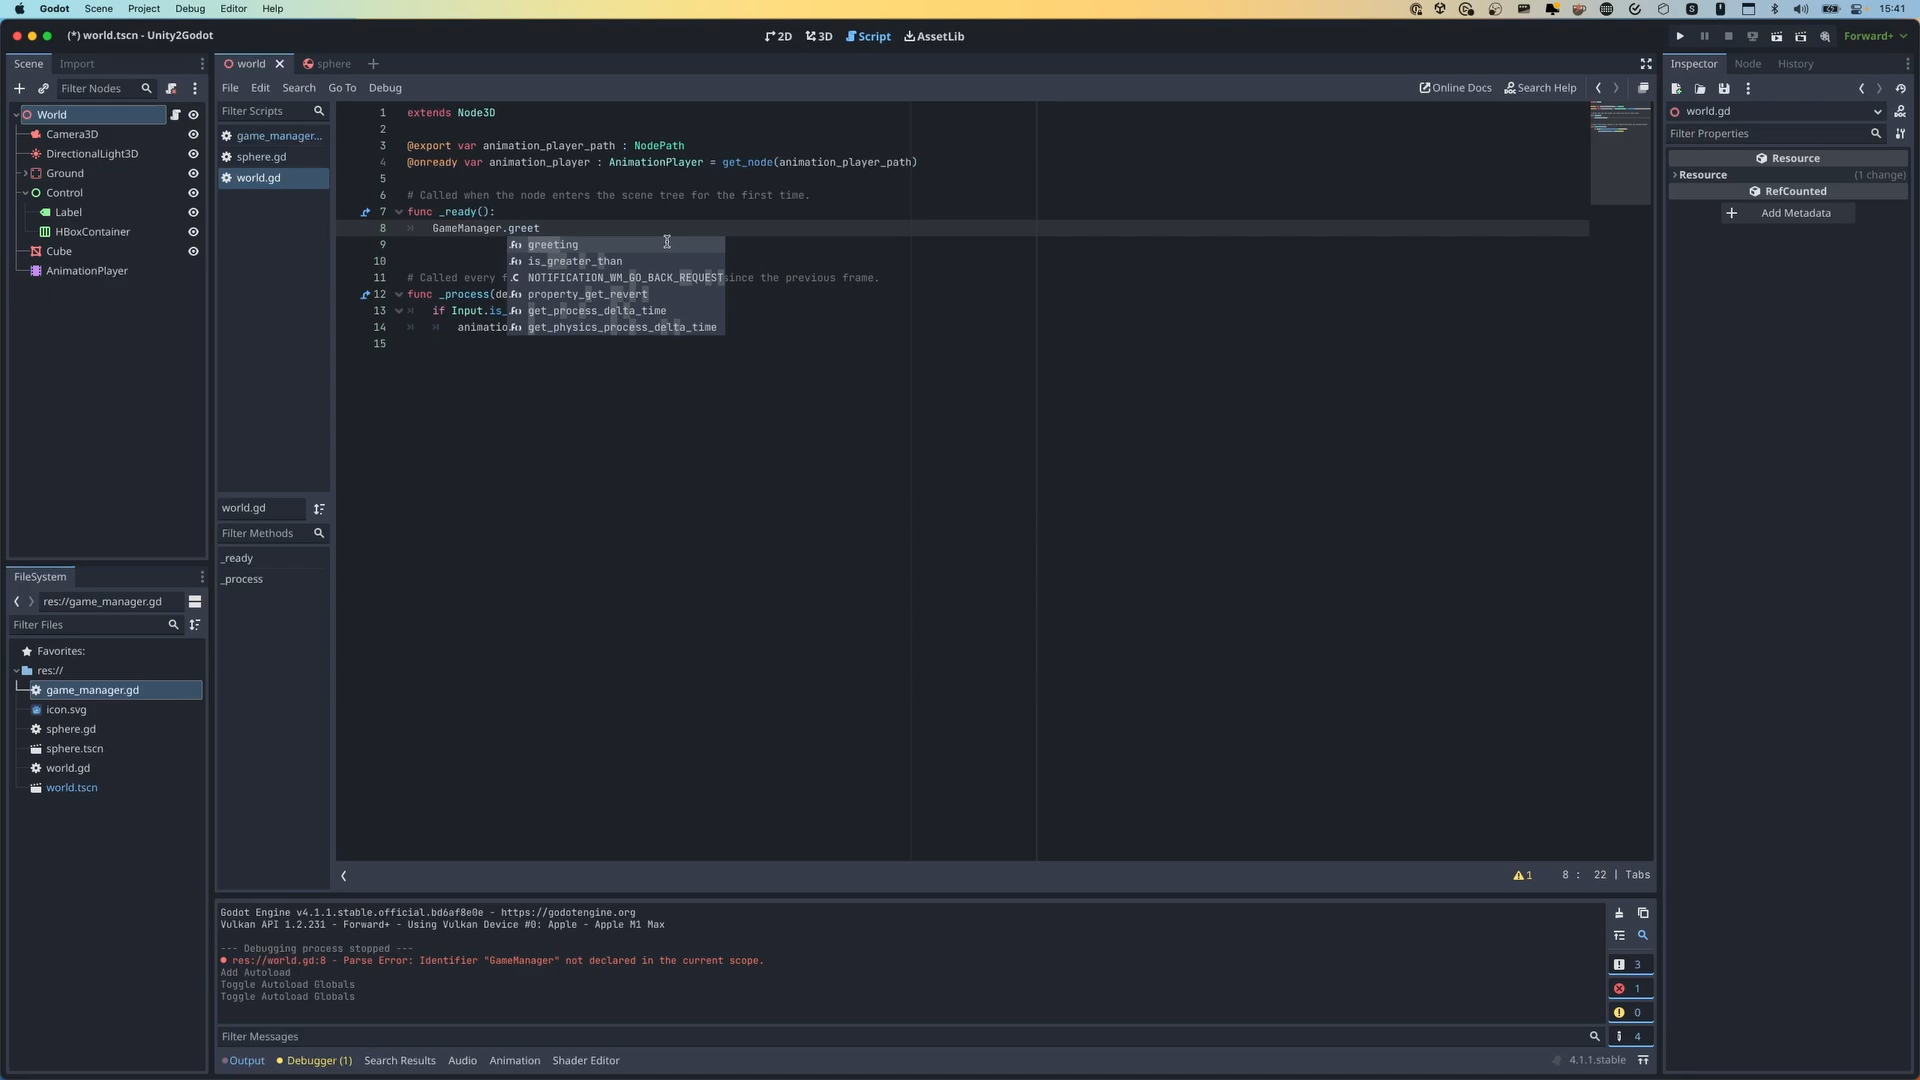 Godot Scene Project Debug Editor Help 15:41
(*) world.tscn - Unity2Godot
2D 3D Script AssetLib
Forward+
Scene Import
Filter Nodes
World
Camera3D
DirectionalLight3D
Ground
Control
Label
HBoxContainer
Cube
AnimationPlayer
FileSystem
res://game_manager.gd
Filter Files
Favorites:
res://
game_manager.gd
icon.svg
sphere.gd
sphere.tscn
world.gd
world.tscn
world sphere
File Edit Search Go To Debug
Online Docs Search Help
Filter Scripts
game_manager...
sphere.gd
world.gd
world.gd
Filter Methods
_ready
_process
1 extends Node3D
2
3 @export var animation_player_path : NodePath
4 @onready var animation_player : AnimationPlayer = get_node(animation_player_path)
5
6 # Called when the node enters the scene tree for the first time.
7 func _ready():
8 GameManager.greet
9
10
11 # Called every f since the previous frame.
12 func _process(de
13 if Input.is_
14 animatio
15
greeting
is_greater_than
NOTIFICATION_WM_GO_BACK_REQUEST
property_get_revert
get_process_delta_time
get_physics_process_delta_time
1 8 : 22 | Tabs
Godot Engine v4.1.1.stable.official.bd6af8e0e - https://godotengine.org
Vulkan API 1.2.231 - Forward+ - Using Vulkan Device #0: Apple - Apple M1 Max
--- Debugging process stopped ---
res://world.gd:8 - Parse Error: Identifier "GameManager" not declared in the current scope.
Add Autoload
Toggle Autoload Globals
Toggle Autoload Globals
3
1
0
4
Filter Messages
Output Debugger (1) Search Results Audio Animation Shader Editor
4.1.1.stable
Inspector Node History
world.gd
Filter Properties
Resource
Resource (1 change)
RefCounted
Add Metadata